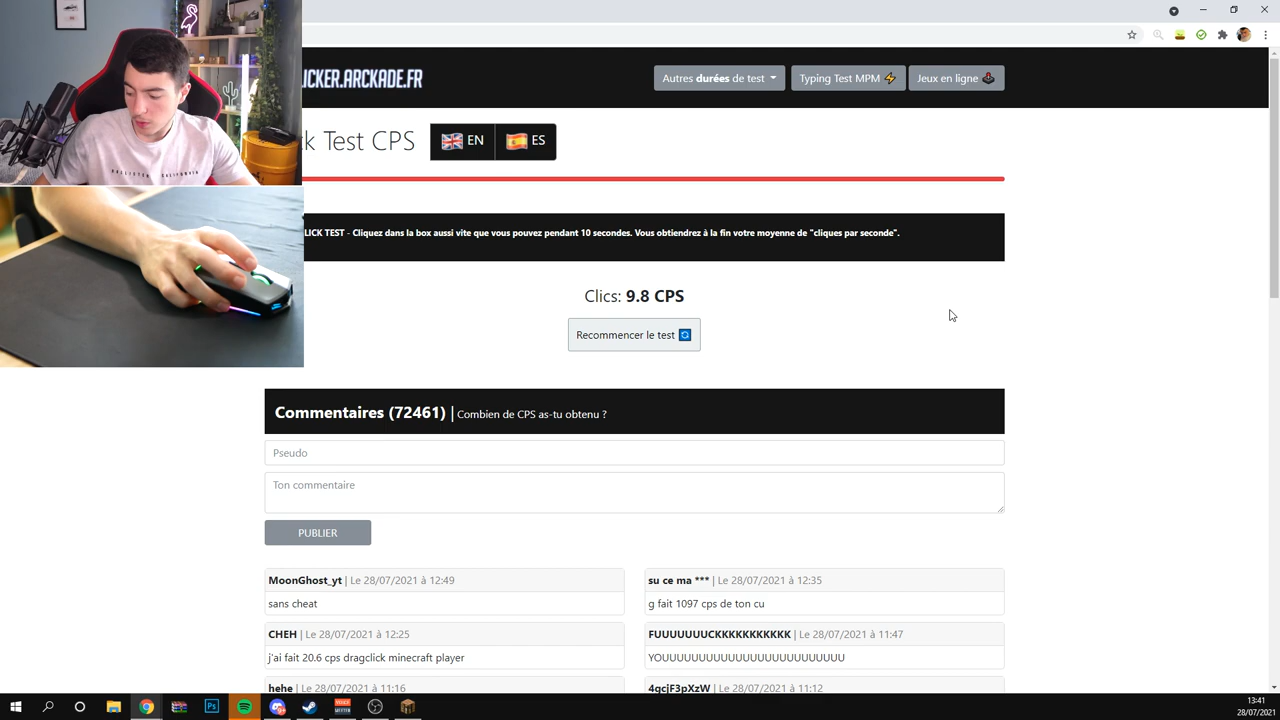 ICKER.ARCKADE.FR
Autres durées de test
Typing Test MPM
Jeux en ligne
k Test CPS
EN
ES
LICK TEST - Cliquez dans la box aussi vite que vous pouvez pendant 10 secondes. Vous obtiendrez à la fin votre moyenne de "cliques par seconde".
Clics: 9.8 CPS
Recommencer le test
Commentaires (72461) | Combien de CPS as-tu obtenu ?
Pseudo
Ton commentaire
PUBLIER
MoonGhost_yt | Le 28/07/2021 à 12:49
sans cheat
su ce ma *** | Le 28/07/2021 à 12:35
g fait 1097 cps de ton cu
CHEH | Le 28/07/2021 à 12:25
j'ai fait 20.6 cps dragclick minecraft player
FUUUUUUUCKKKKKKKKKKK | Le 28/07/2021 à 11:47
YOUUUUUUUUUUUUUUUUUUUUUUUUU
hehe | Le 28/07/2021 à 11:16
4qcjF3pXzW | Le 28/07/2021 à 11:12
Ps
13:41
28/07/2021